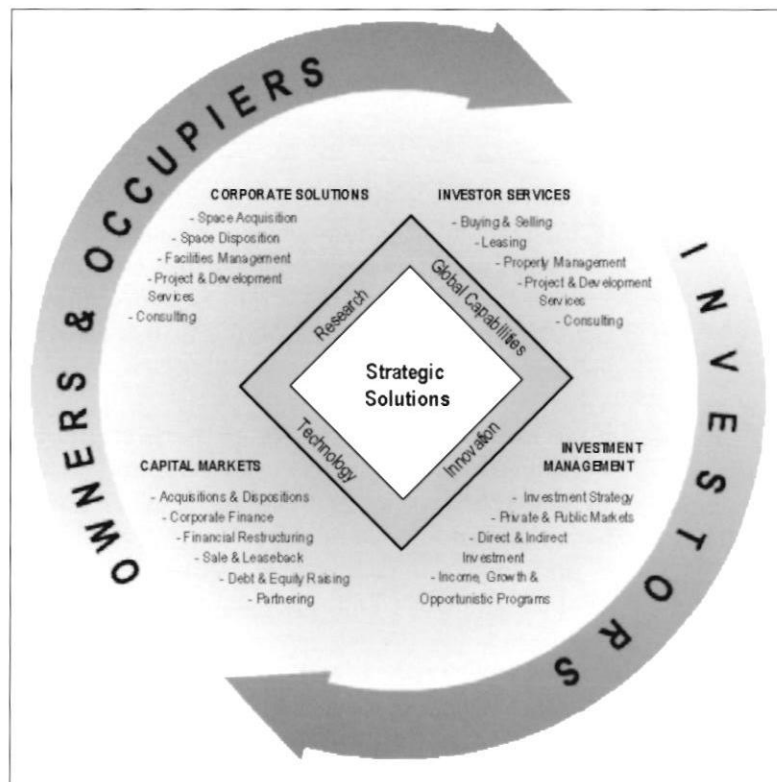 OWNERS & OCCUPIERS
INVESTORS
CORPORATE SOLUTIONS
- Space Acquisition
- Space Disposition
- Facilities Management
- Project & Development
Services
- Consulting
INVESTOR SERVICES
- Buying & Selling
- Leasing
- Property Management
- Project & Development
Services
- Consulting
Research
Global Capabilities
Strategic
Solutions
Technology
Innovation
CAPITAL MARKETS
- Acquisitions & Dispositions
- Corporate Finance
- Financial Restructuring
- Sale & Leaseback
- Debt & Equity Raising
- Partnering
INVESTMENT
MANAGEMENT
- Investment Strategy
- Private & Public Markets
- Direct & Indirect
Investment
- Income, Growth &
Opportunistic Programs